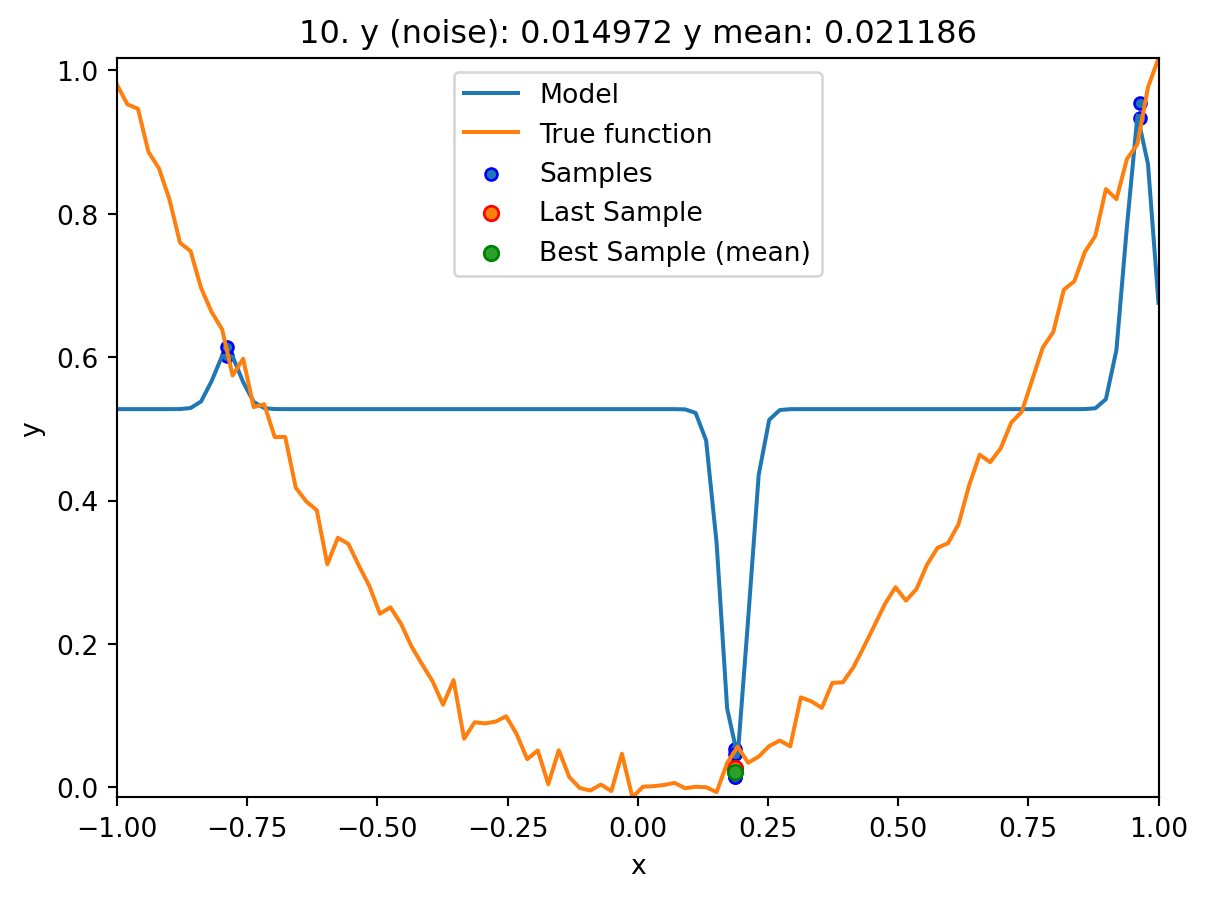 10. y (noise): 0.014972 y mean: 0.021186
1.0
0.8
0.6
0.4
0.2
0.0
y
Model
True function
Samples
Last Sample
Best Sample (mean)
−1.00 −0.75 −0.50 −0.25 0.00 0.25 0.50 0.75 1.00
x